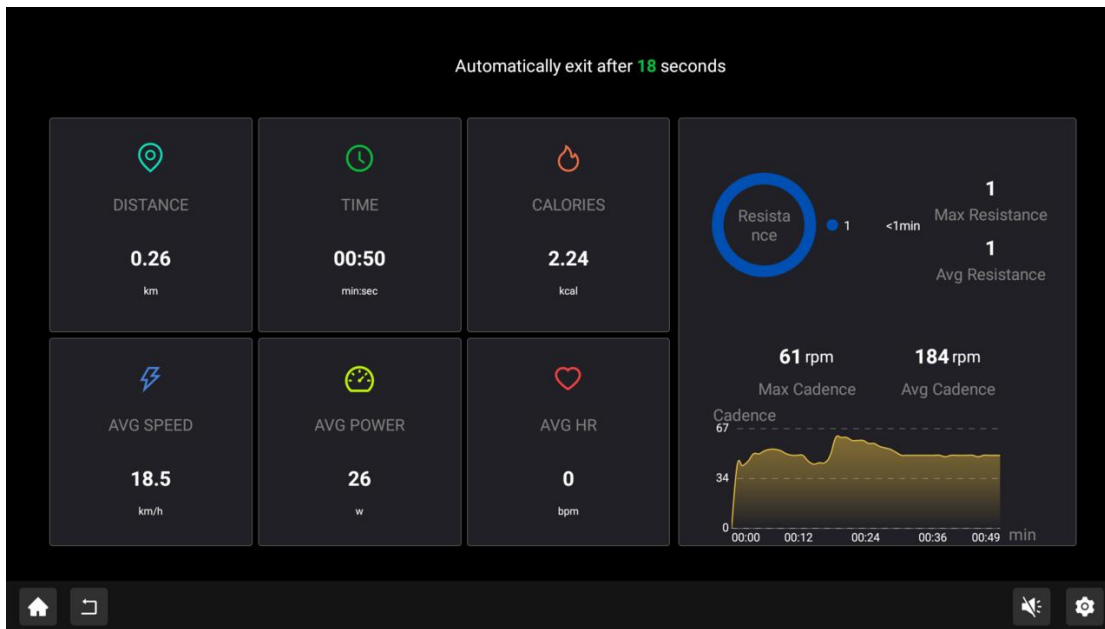 Automatically exit after 18 seconds
DISTANCE
0.26
km
TIME
00:50
min:sec
CALORIES
2.24
kcal
AVG SPEED
18.5
km/h
AVG POWER
26
w
AVG HR
0
bpm
Resista
nce
1
<1min
1
Max Resistance
1
Avg Resistance
61 rpm
Max Cadence
184 rpm
Avg Cadence
Cadence
67
34
0
00:00 00:12 00:24 00:36 00:49 min